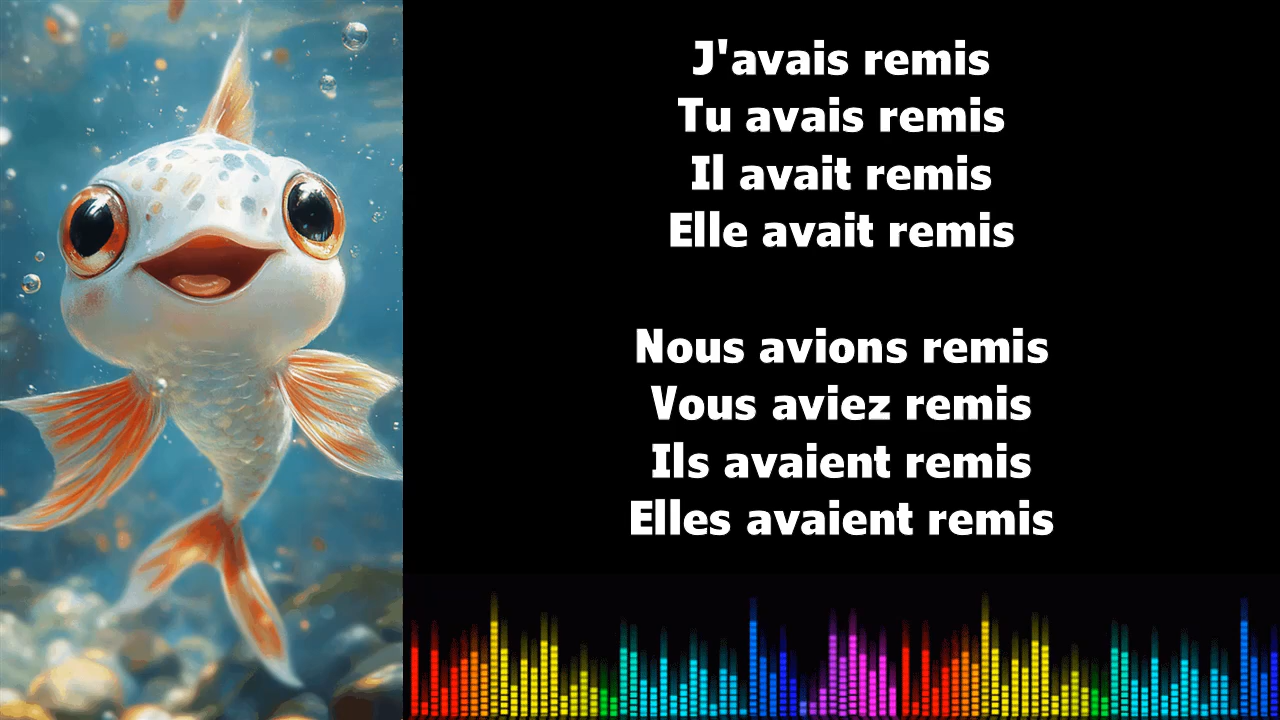 J'avais remis
Tu avais remis
Il avait remis
Elle avait remis
Nous avions remis
Vous aviez remis
Ils avaient remis
Elles avaient remis